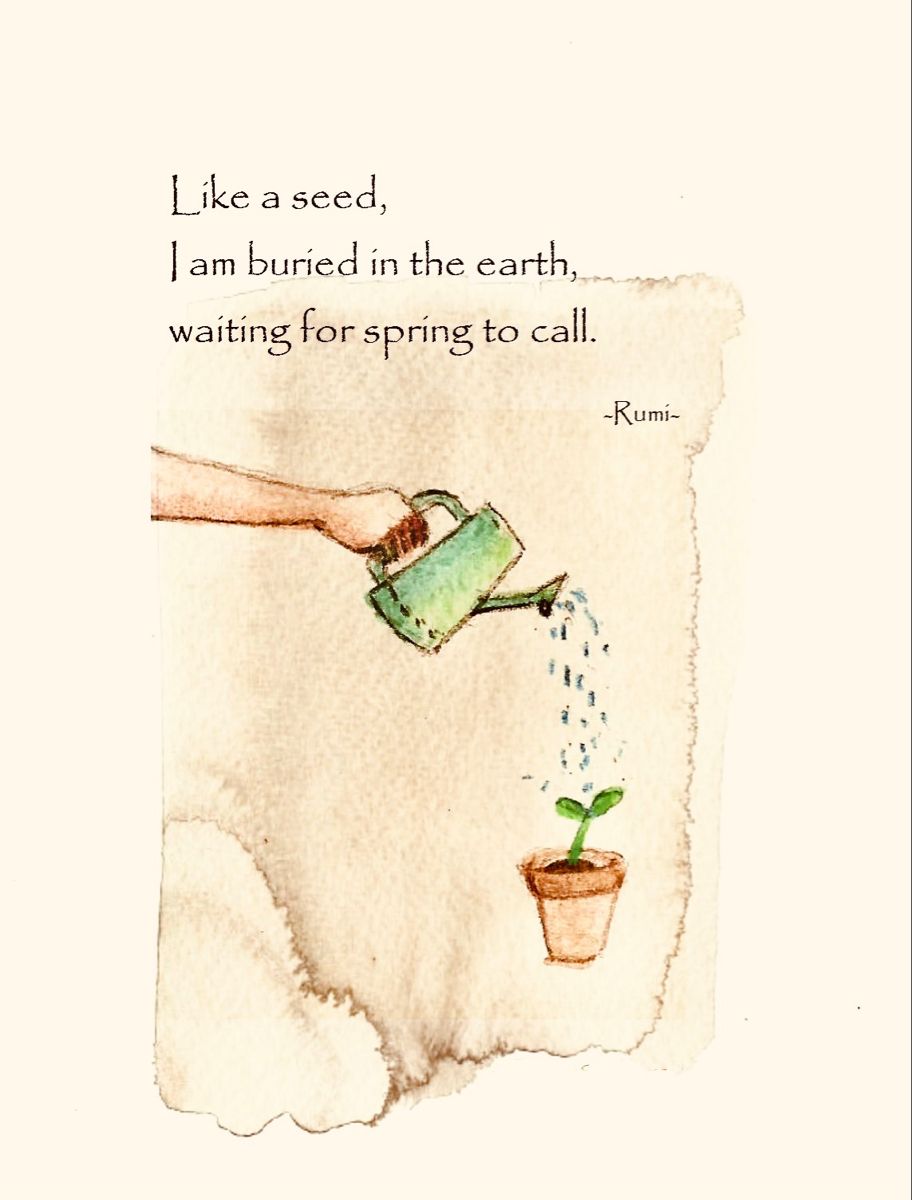 Like a seed,
I am buried in the earth,
waiting for spring to call.
~Rumi~